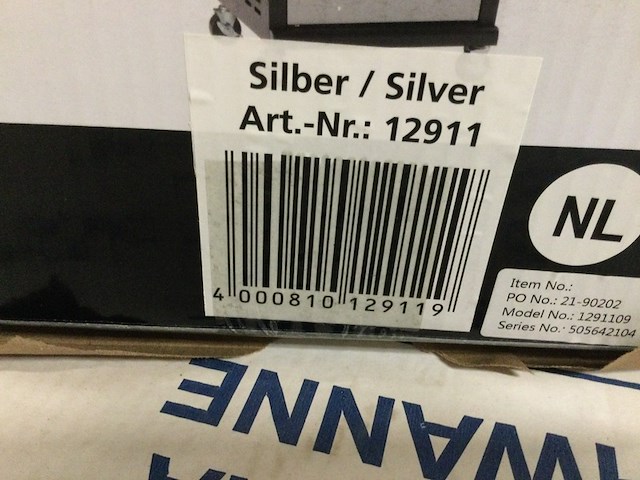 Silber / Silver
Art.-Nr.: 12911
4 000810 129119
NL
Item No.:
PO No.: 21-90202
Model No.: 1291109
Series No.: 505642104
WANNE